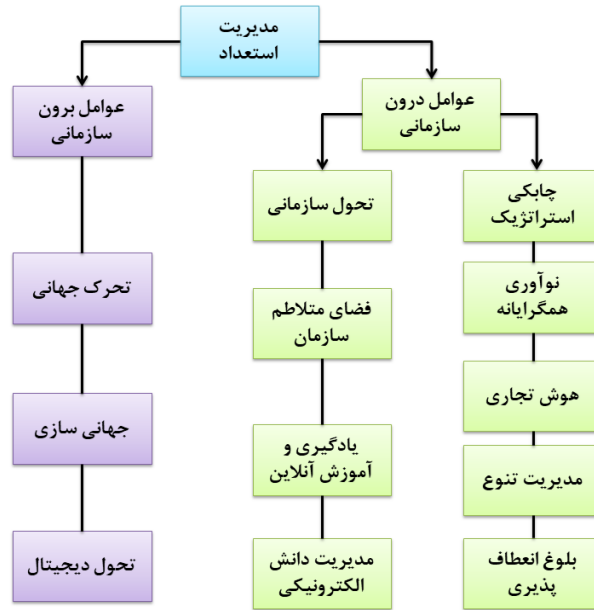 مدیریت
استعداد
عوامل درون
سازمانی
چابکی
استراتژیک
نوآوری
همگرایانه
هوش تجاری
مدیریت تنوع
بلوغ انعطاف
پذیری
تحول سازمانی
فضای متلاطم
سازمان
یادگیری و
آموزش آنلاین
مدیریت دانش
الکترونیکی
عوامل برون
سازمانی
تحرک جهانی
جهانی سازی
تحول دیجیتال